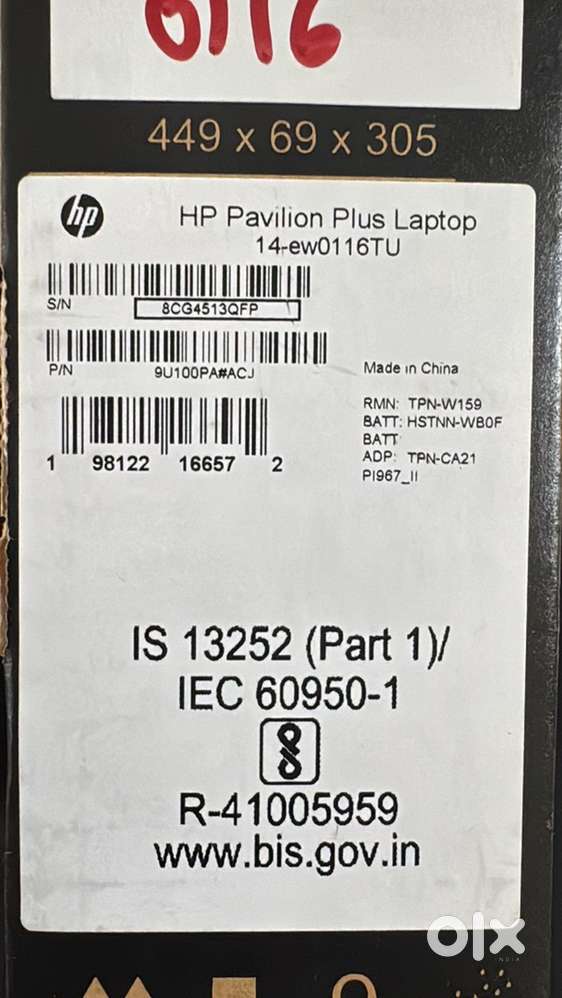 0116
449 x 69 x 305
hp
HP Pavilion Plus Laptop
14-ew0116TU
S/N
8CG4513QFP
P/N
9U100PA#ACJ
Made in China
RMN: TPN-W159
BATT: HSTNN-WB0F
BATT
ADP: TPN-CA21
PI967_II
1 98122 16657 2
IS 13252 (Part 1)/
IEC 60950-1
R-41005959
www.bis.gov.in
olx
INDIA